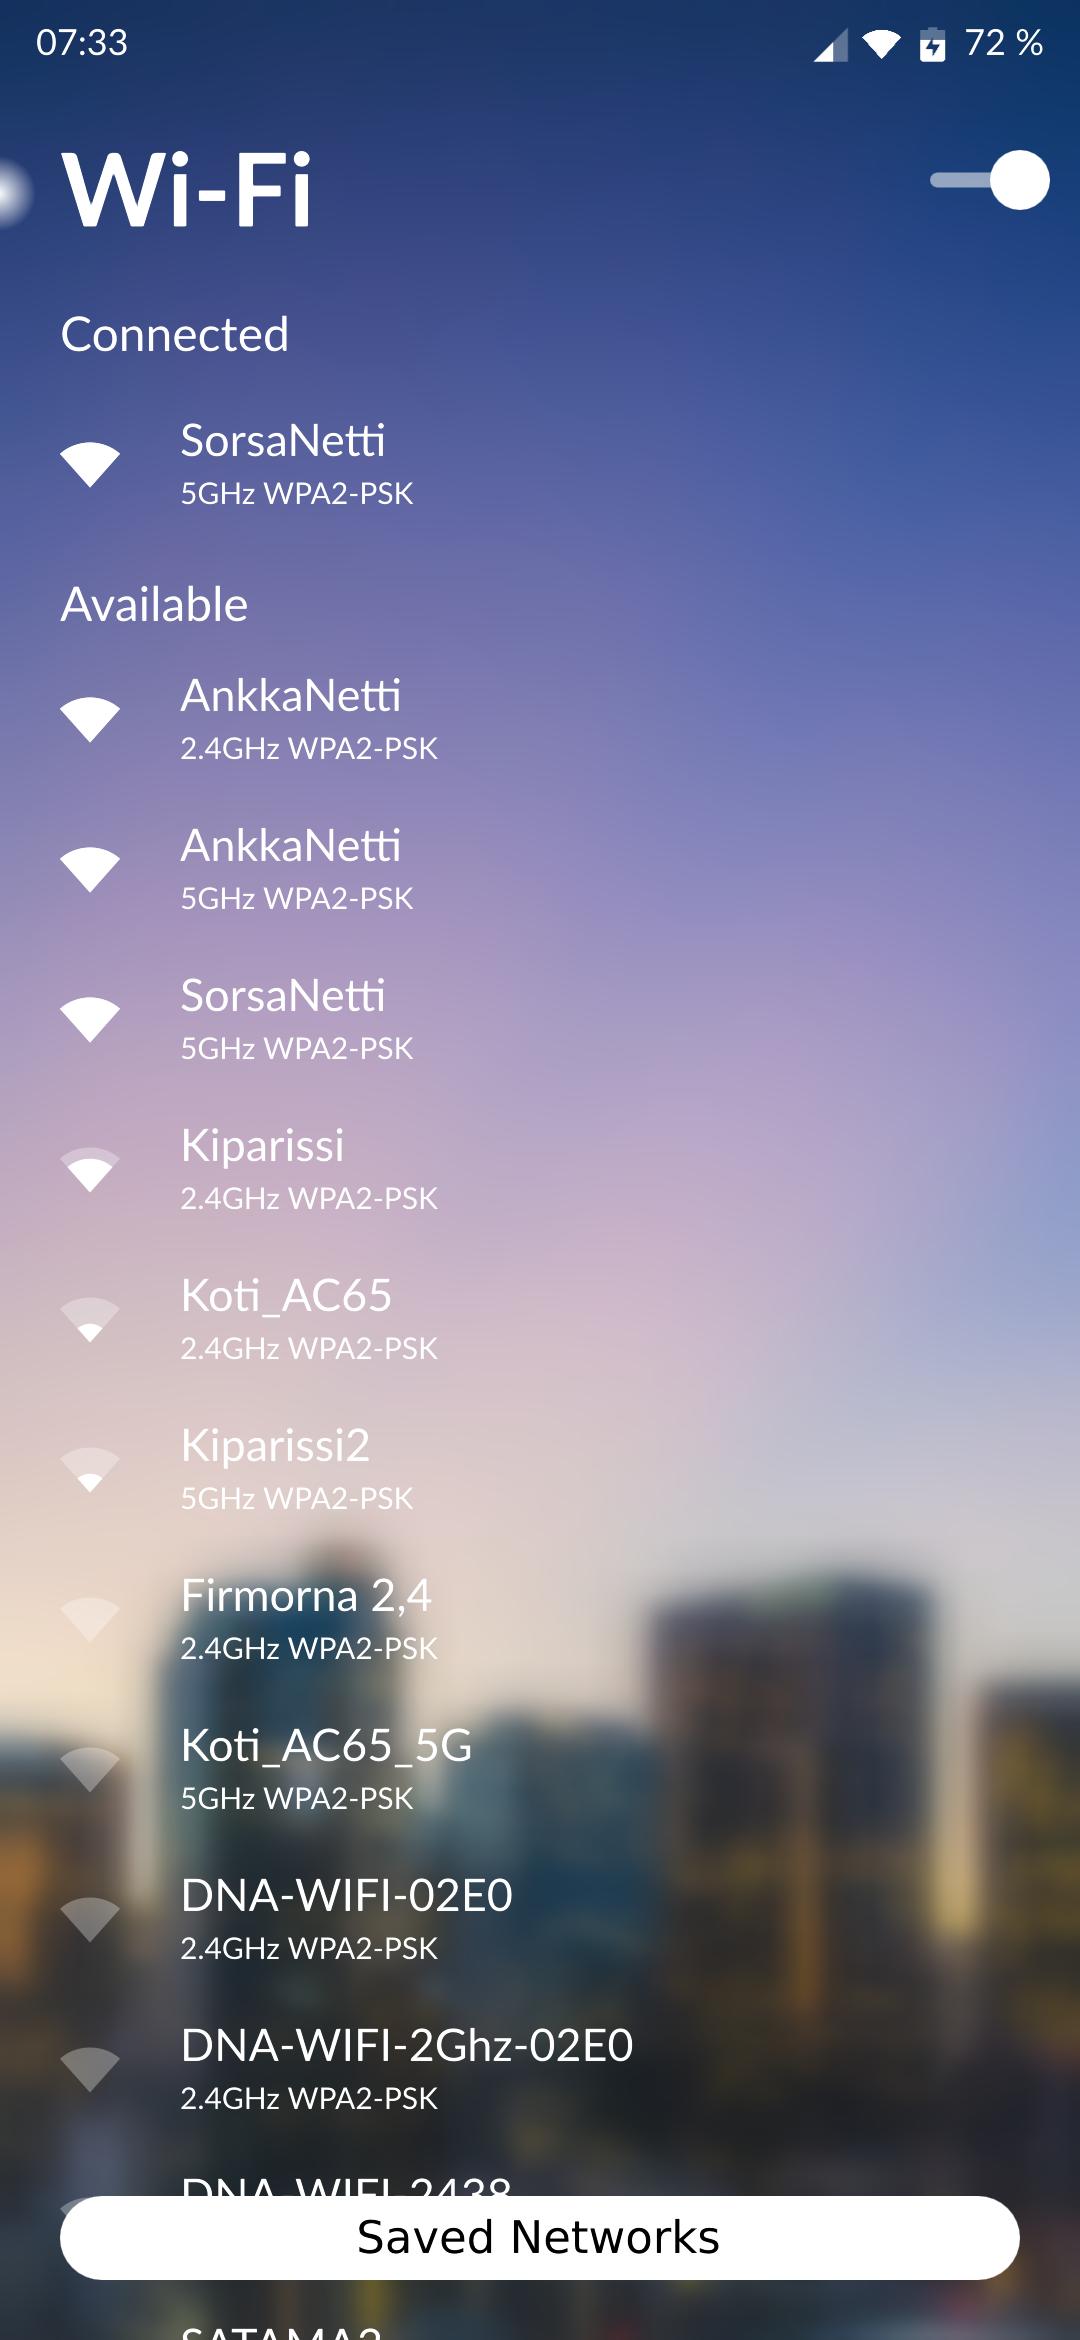 07:33
72 %
Wi-Fi
Connected
SorsaNetti
5GHz WPA2-PSK
Available
AnkkaNetti
2.4GHz WPA2-PSK
AnkkaNetti
5GHz WPA2-PSK
SorsaNetti
5GHz WPA2-PSK
Kiparissi
2.4GHz WPA2-PSK
Koti_AC65
2.4GHz WPA2-PSK
Kiparissi2
5GHz WPA2-PSK
Firmorna 2,4
2.4GHz WPA2-PSK
Koti_AC65_5G
5GHz WPA2-PSK
DNA-WIFI-02E0
2.4GHz WPA2-PSK
DNA-WIFI-2Ghz-02E0
2.4GHz WPA2-PSK
DNA-WIFI-2438
Saved Networks